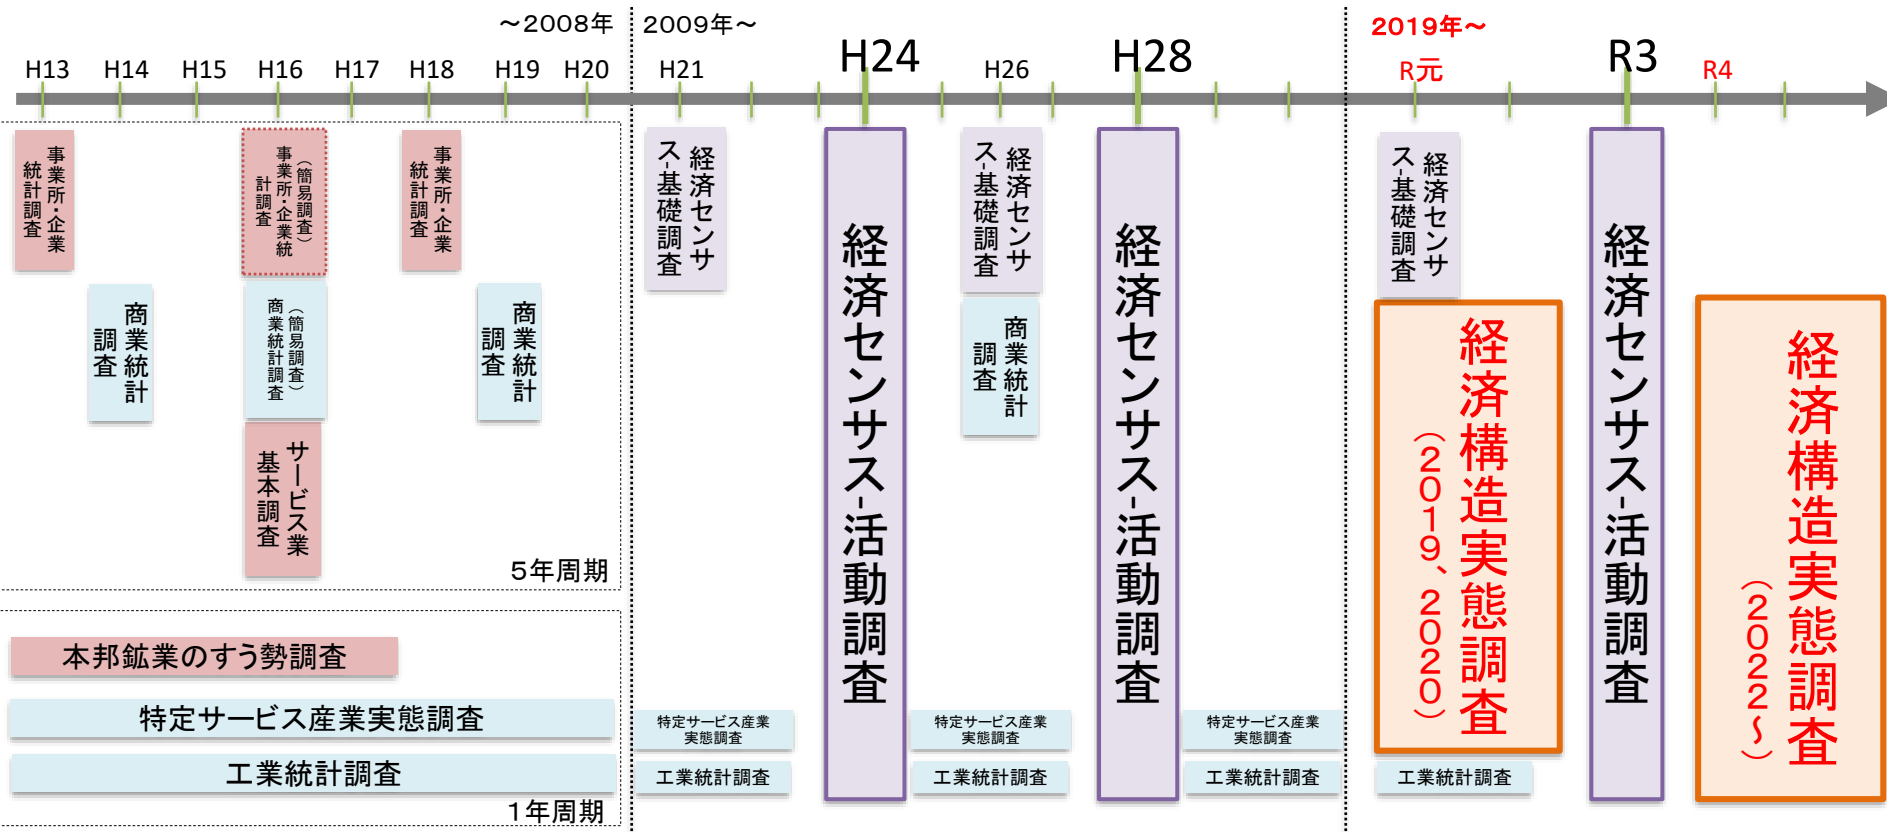 ～2008年
2009年～
2019年～
H13
H14
H15
H16
H17
H18
H19
H20
H21
H24
H26
H28
R元
R3
R4
事業所・企業
統計調査
（簡易調査）
事業所・企業統
計調査
事業所・企業
統計調査
商業統計
調査
（簡易調査）
商業統計調査
商業統計
調査
サービス業
基本調査
5年周期
本邦鉱業のすう勢調査
特定サービス産業実態調査
工業統計調査
1年周期
経済センサ
ス-基礎調査
経済センサス-活動調査
経済センサ
ス-基礎調査
商業統計
調査
経済センサス-活動調査
特定サービス産業
実態調査
工業統計調査
特定サービス産業
実態調査
工業統計調査
特定サービス産業
実態調査
工業統計調査
経済センサ
ス-基礎調査
経済構造実態調査
（2019、2020）
工業統計調査
経済センサス-活動調査
経済構造実態調査
（2022～）